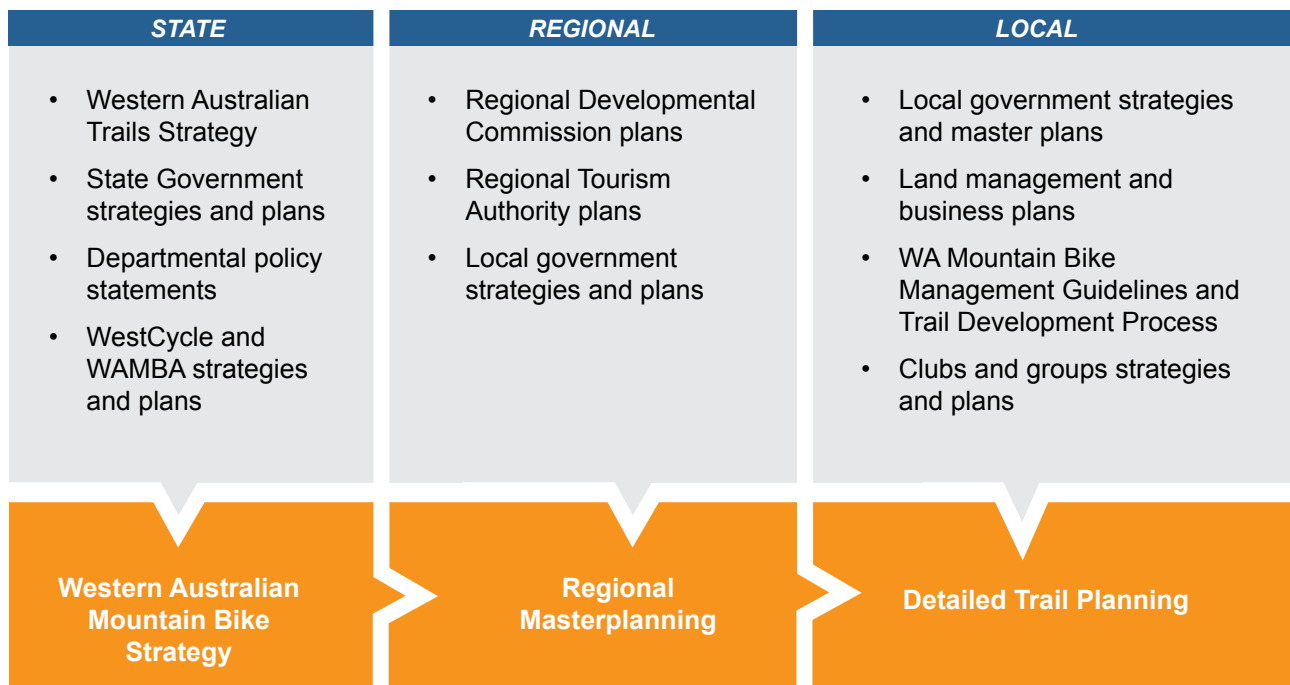 STATE
• Western Australian
Trails Strategy
• State Government
strategies and plans
• Departmental policy
statements
• WestCycle and
WAMBA strategies
and plans
Western Australian
Mountain Bike
Strategy
REGIONAL
• Regional Developmental
Commission plans
• Regional Tourism
Authority plans
• Local government
strategies and plans
Regional
Masterplanning
LOCAL
• Local government strategies
and master plans
• Land management and
business plans
• WA Mountain Bike
Management Guidelines and
Trail Development Process
• Clubs and groups strategies
and plans
Detailed Trail Planning